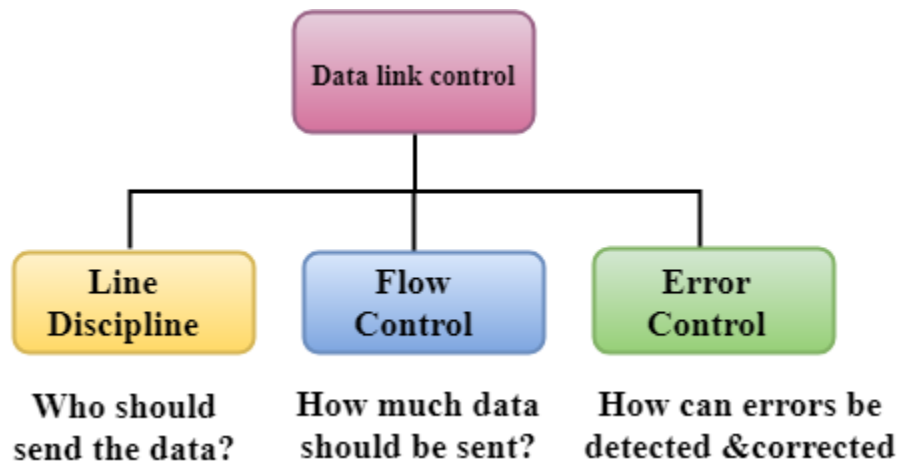 Data link control
Line
Discipline
Flow
Control
Error
Control
Who should
send the data?
How much data
should be sent?
How can errors be
detected &corrected